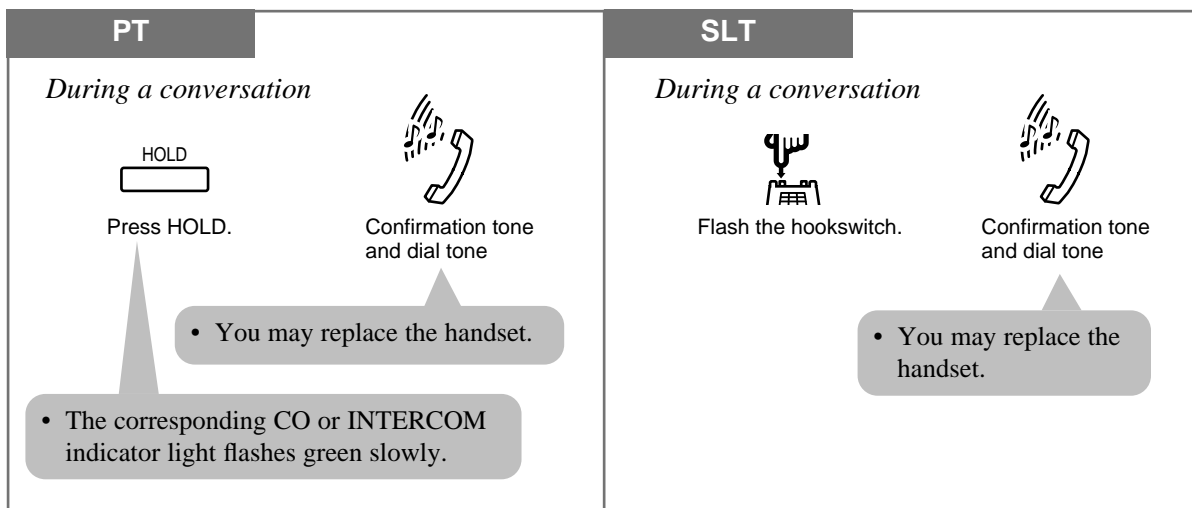 PT
During a conversation
HOLD
Press HOLD.
Confirmation tone
and dial tone
• You may replace the handset.
• The corresponding CO or INTERCOM
indicator light flashes green slowly.
SLT
During a conversation
Flash the hookswitch.
Confirmation tone
and dial tone
• You may replace the
handset.